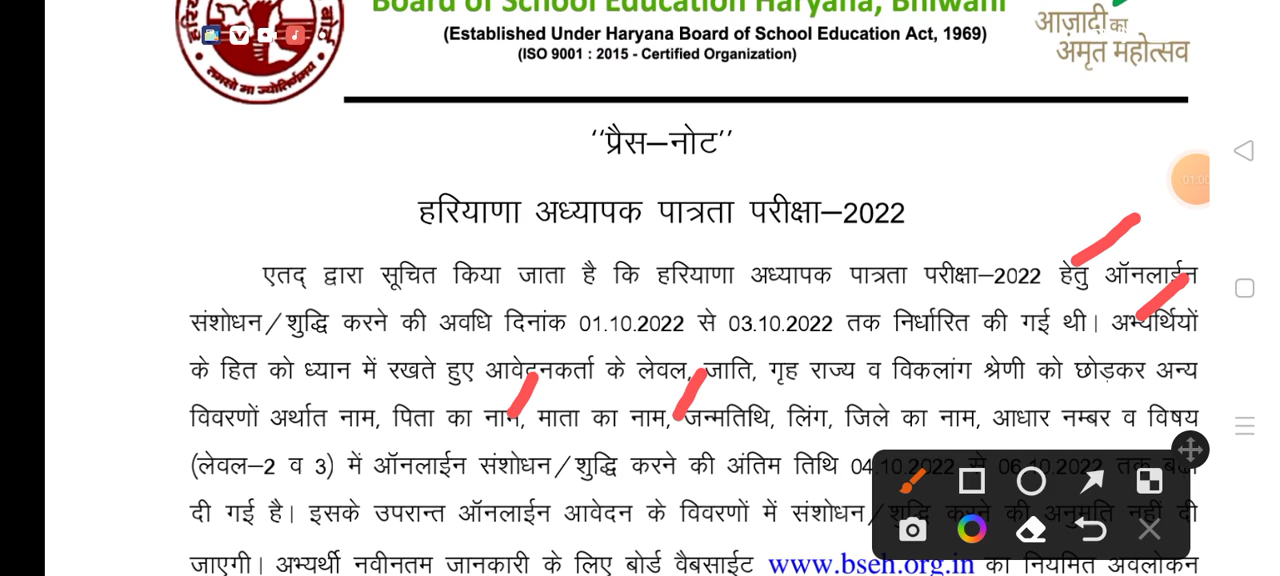 Board of School Education Haryana, Bhiwani
(Established Under Haryana Board of School Education Act, 1969)
(ISO 9001 : 2015 - Certified Organization)
आज़ादी का
अमृत महोत्सव
तमसो मा ज्योतिर्गमय
‘‘प्रैस–नोट’’
01:00
हरियाणा अध्यापक पात्रता परीक्षा–2022
एतद् द्वारा सूचित किया जाता है कि हरियाणा अध्यापक पात्रता परीक्षा–2022 हेतु ऑनलाईन
संशोधन/शुद्धि करने की अवधि दिनांक 01.10.2022 से 03.10.2022 तक निर्धारित की गई थी। अभ्यर्थियों
के हित को ध्यान में रखते हुए आवेदनकर्ता के लेवल, जाति, गृह राज्य व विकलांग श्रेणी को छोड़कर अन्य
विवरणों अर्थात नाम, पिता का नाम, माता का नाम, जन्मतिथि, लिंग, जिले का नाम, आधार नम्बर व विषय
(लेवल–2 व 3) में ऑनलाईन संशोधन/शुद्धि करने की अंतिम तिथि 04.10.2022 से 06.10.2022 तक बढ़ा
दी गई है। इसके उपरान्त ऑनलाईन आवेदन के विवरणों में संशोधन/शुद्धि करने की अनुमति नहीं दी
जाएगी। अभ्यर्थी नवीनतम जानकारी के लिए बोर्ड वैबसाईट www.bseh.org.in का नियमित अवलोकन